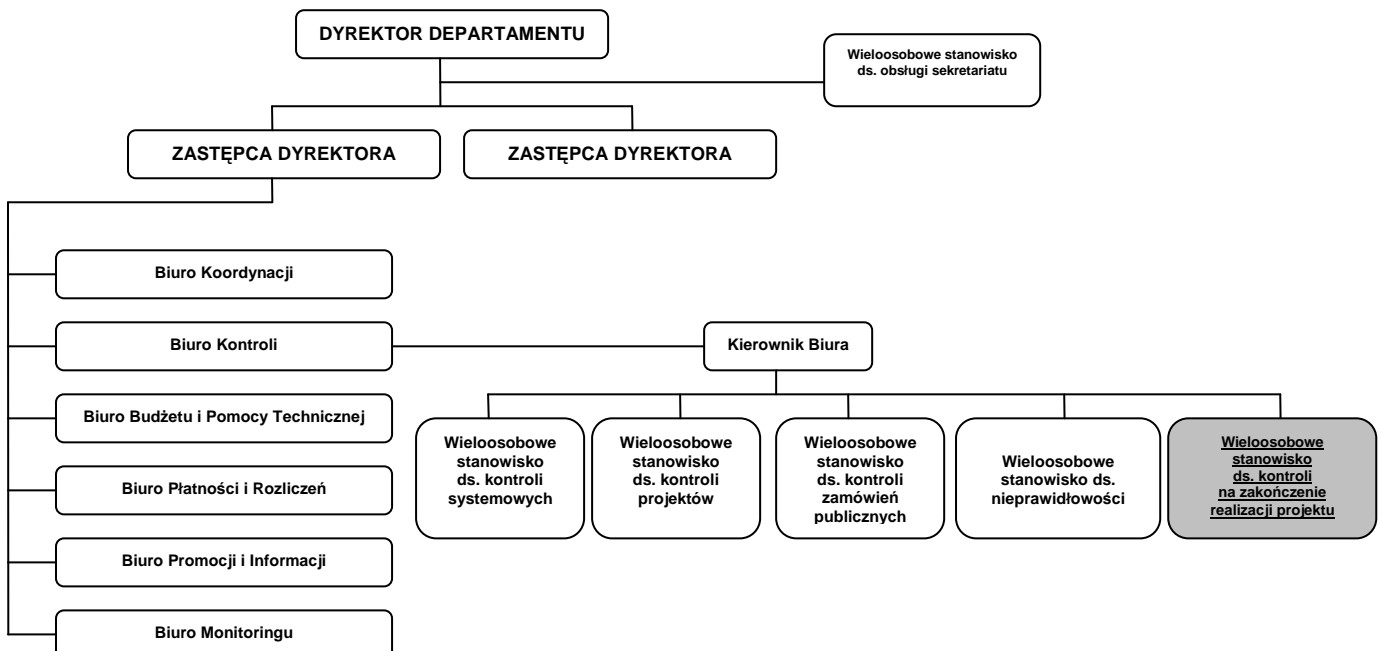 DYREKTOR DEPARTAMENTU
Wieloosobowe stanowisko
ds. obsługi sekretariatu
ZASTĘPCA DYREKTORA
ZASTĘPCA DYREKTORA
Biuro Koordynacji
Biuro Kontroli
Kierownik Biura
Biuro Budżetu i Pomocy Technicznej
Wieloosobowe
stanowisko
ds. kontroli
systemowych
Wieloosobowe
stanowisko
ds. kontroli
projektów
Wieloosobowe
stanowisko
ds. kontroli
zamówień
publicznych
Wieloosobowe
stanowisko ds.
nieprawidłowości
Wieloosobowe
stanowisko
ds. kontroli
na zakończenie
realizacji projektu
Biuro Płatności i Rozliczeń
Biuro Promocji i Informacji
Biuro Monitoringu